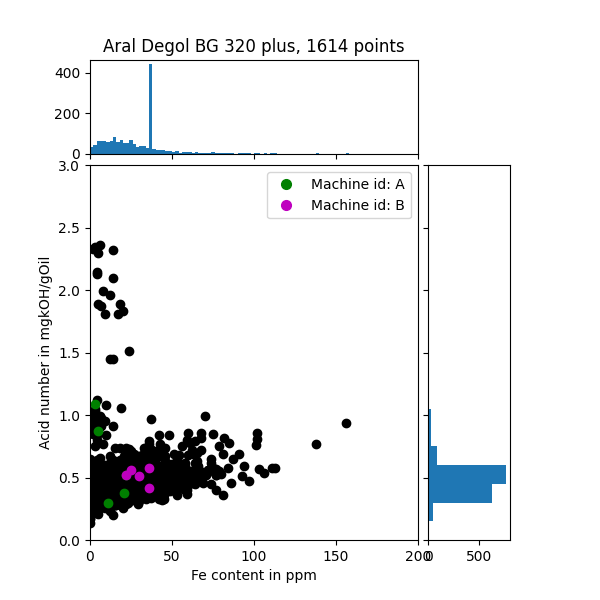 Aral Degol BG 320 plus, 1614 points
400
200
0
3.0
2.5
2.0
1.5
1.0
0.5
0.0
Acid number in mgkOH/gOil
Machine id: A
Machine id: B
0 50 100 150 200
0 500
Fe content in ppm